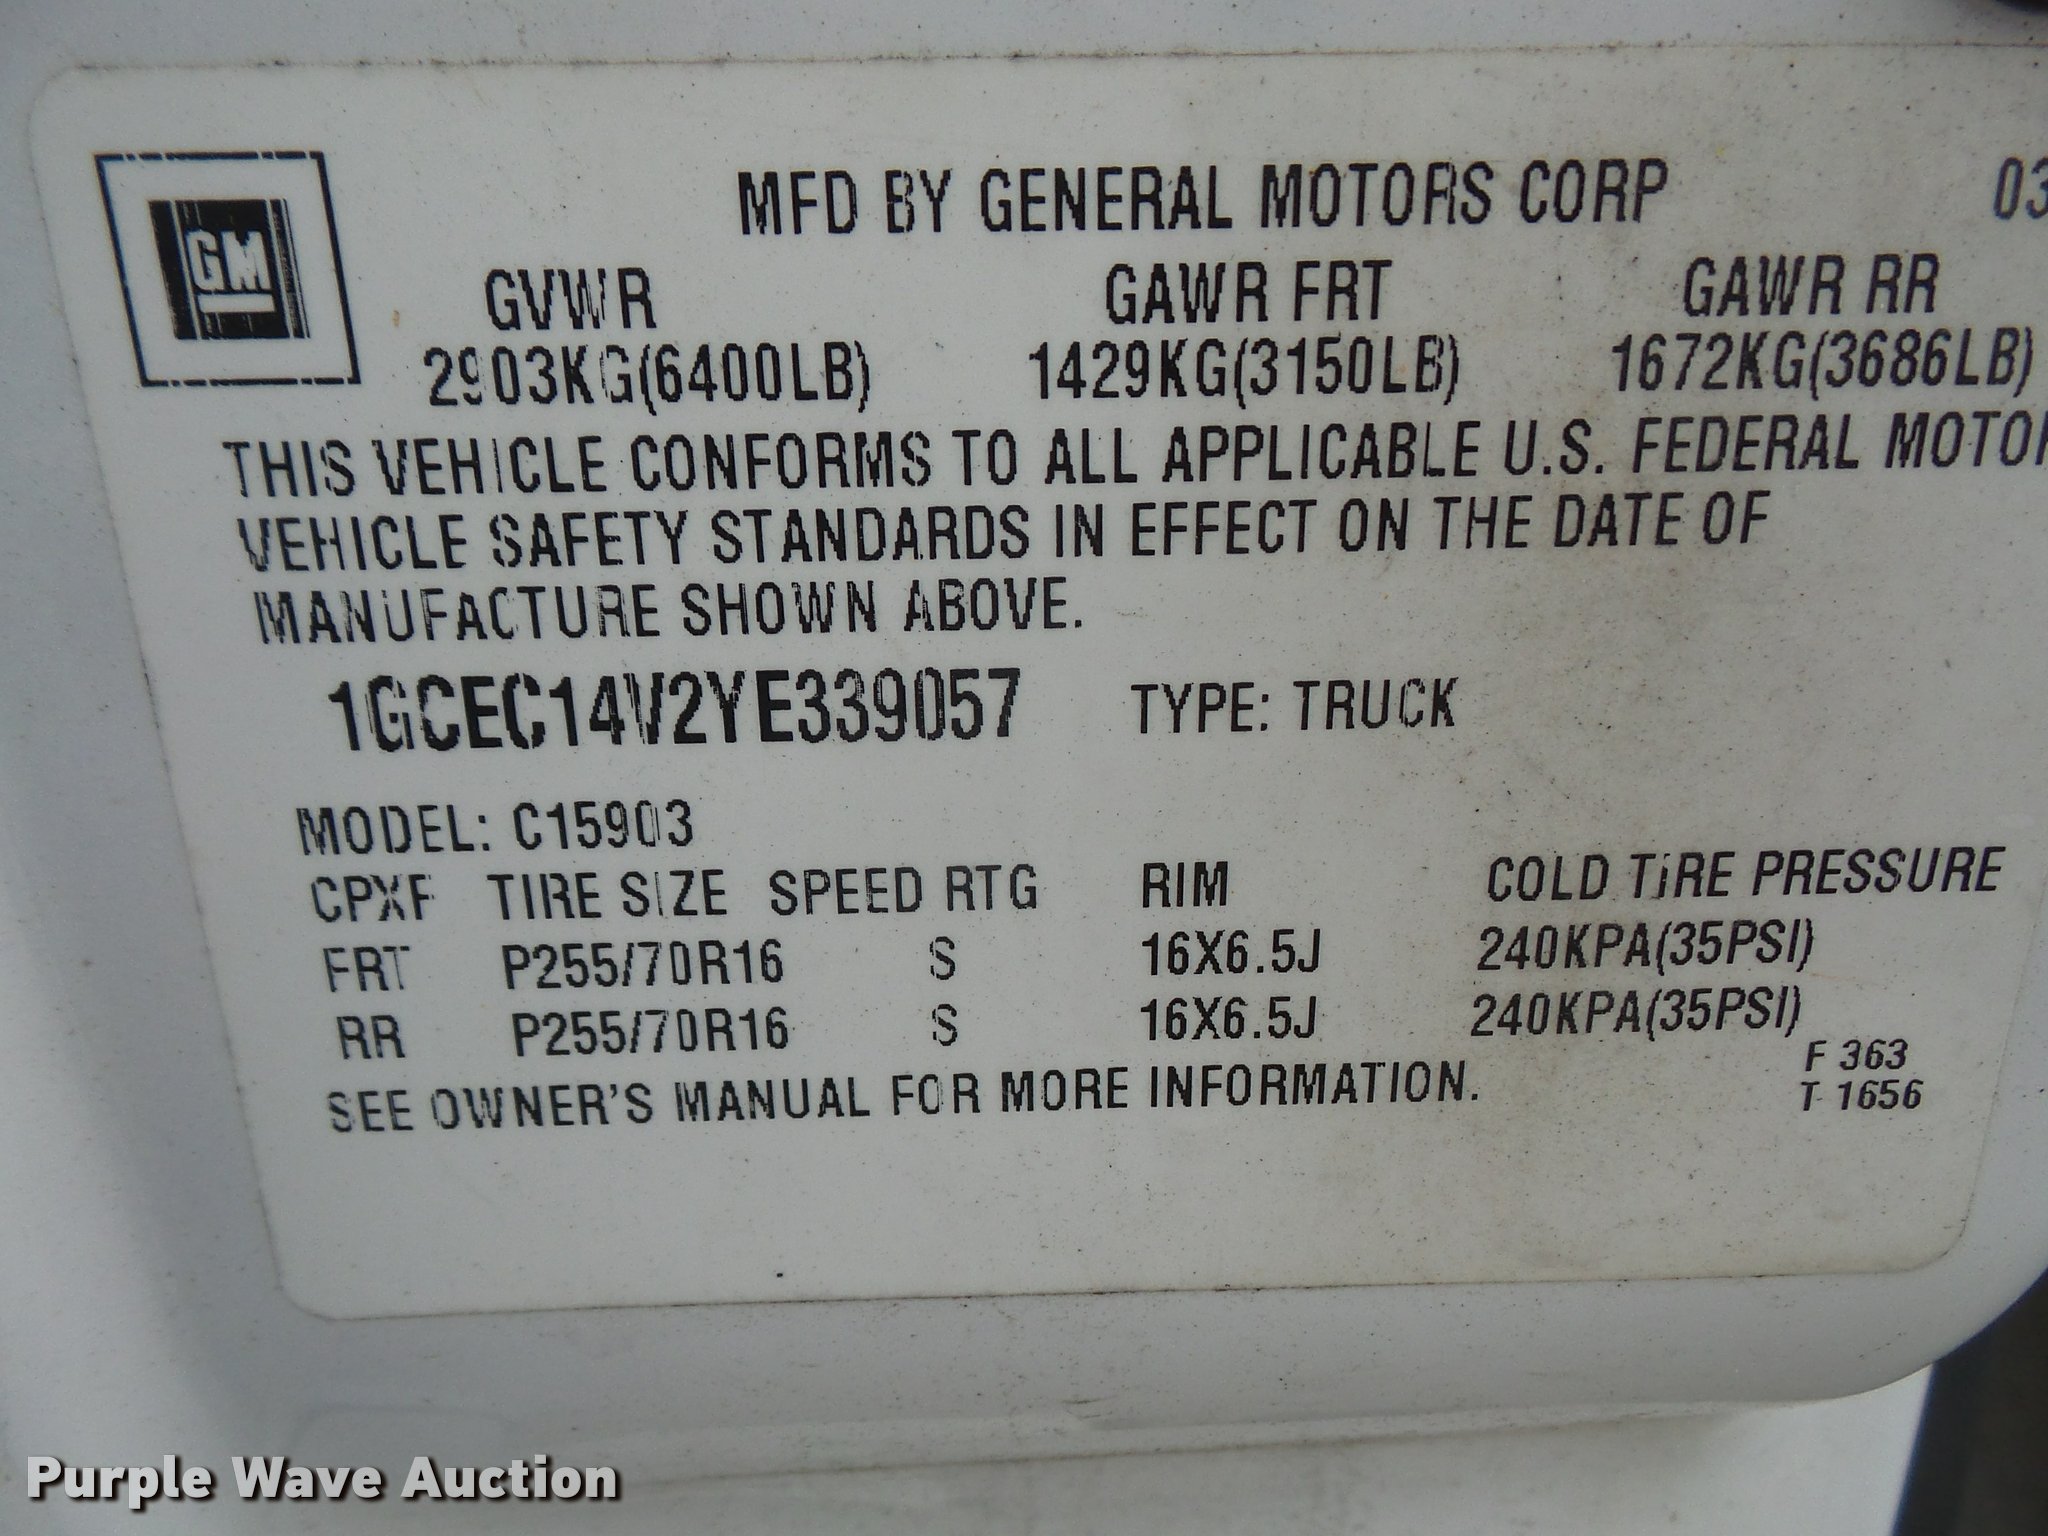 MFD BY GENERAL MOTORS CORP 03
GM
GVWR GAWR FRT GAWR RR
2903KG(6400LB) 1429KG(3150LB) 1672KG(3686LB)
THIS VEHICLE CONFORMS TO ALL APPLICABLE U.S. FEDERAL MOTOR
VEHICLE SAFETY STANDARDS IN EFFECT ON THE DATE OF
MANUFACTURE SHOWN ABOVE.
1GCEC14V2YE339057 TYPE: TRUCK
MODEL: C15903
CPXF TIRE SIZE SPEED RTG RIM COLD TIRE PRESSURE
FRT P255/70R16 S 16X6.5J 240KPA(35PSI)
RR P255/70R16 S 16X6.5J 240KPA(35PSI)
F 363
SEE OWNER'S MANUAL FOR MORE INFORMATION. T 1656
Purple Wave Auction